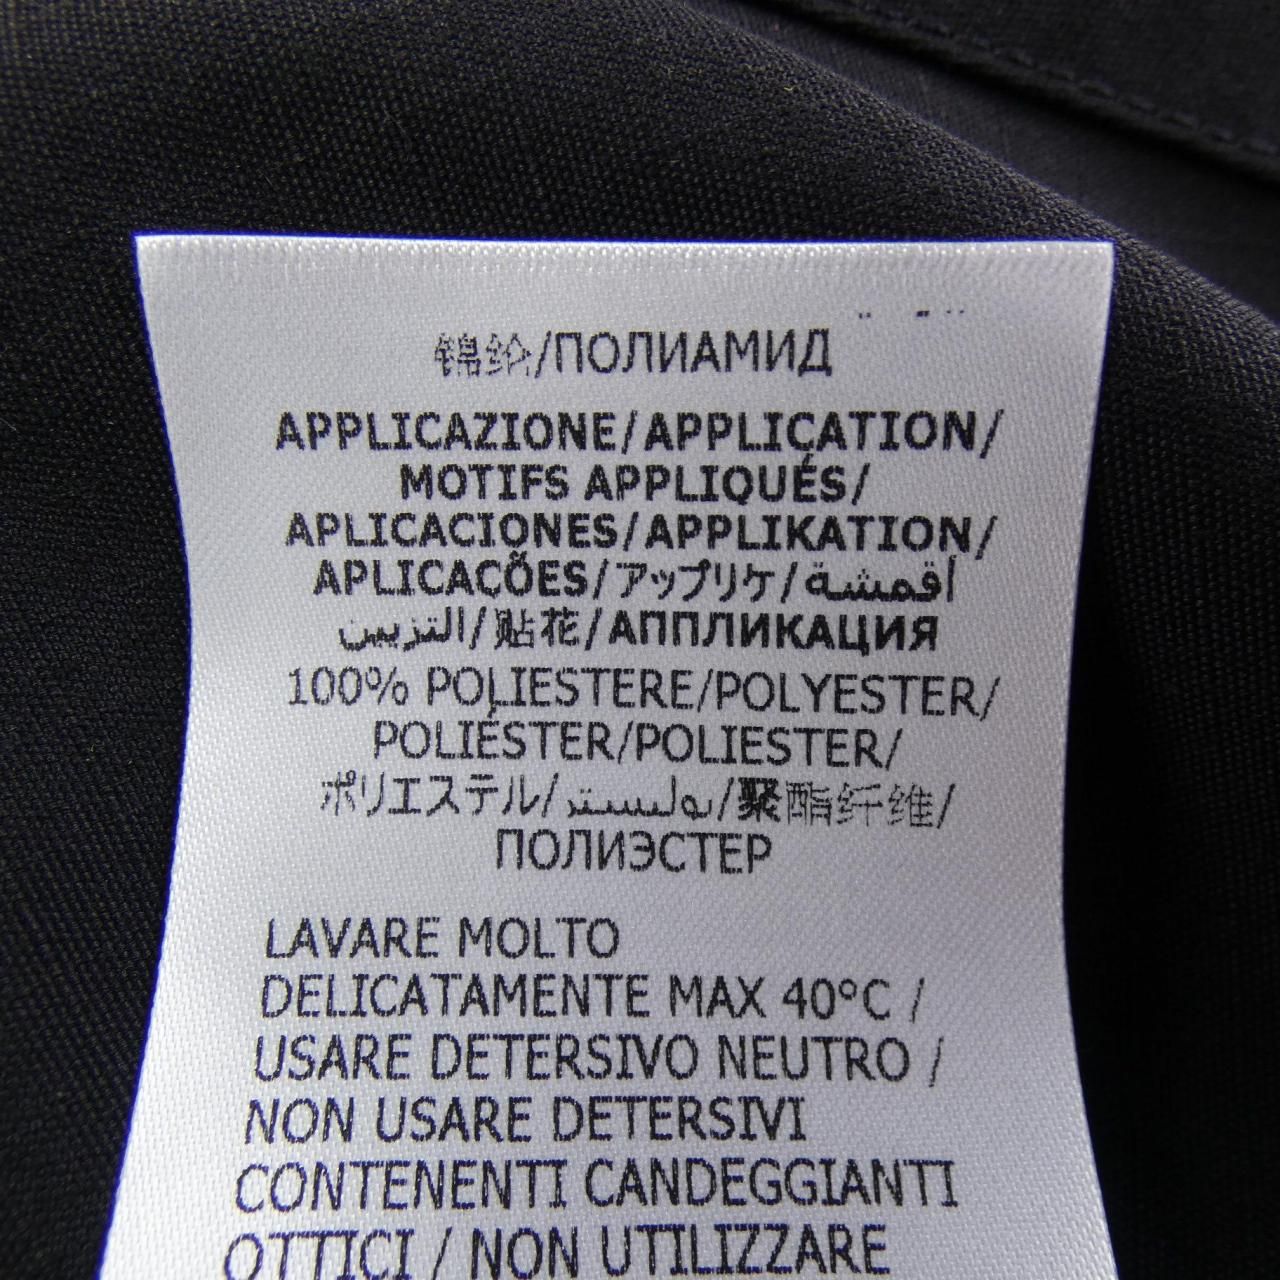 锦纶/ПОЛИАМИД
APPLICAZIONE/APPLICATION/
MOTIFS APPLIQUÉS/
APLICACIONES/APPLIKATION/
APLICAÇÕES/アップリケ/أقمشة
التزيين/贴花/АППЛИКАЦИЯ
100% POLIESTERE/POLYESTER/
POLIÉSTER/POLIESTER/
ポリエステル/بوليستر/聚酯纤维/
ПОЛИЭСТЕР
LAVARE MOLTO
DELICATAMENTE MAX 40°C /
USARE DETERSIVO NEUTRO /
NON USARE DETERSIVI
CONTENENTI CANDEGGIANTI
OTTICI / NON UTILIZZARE